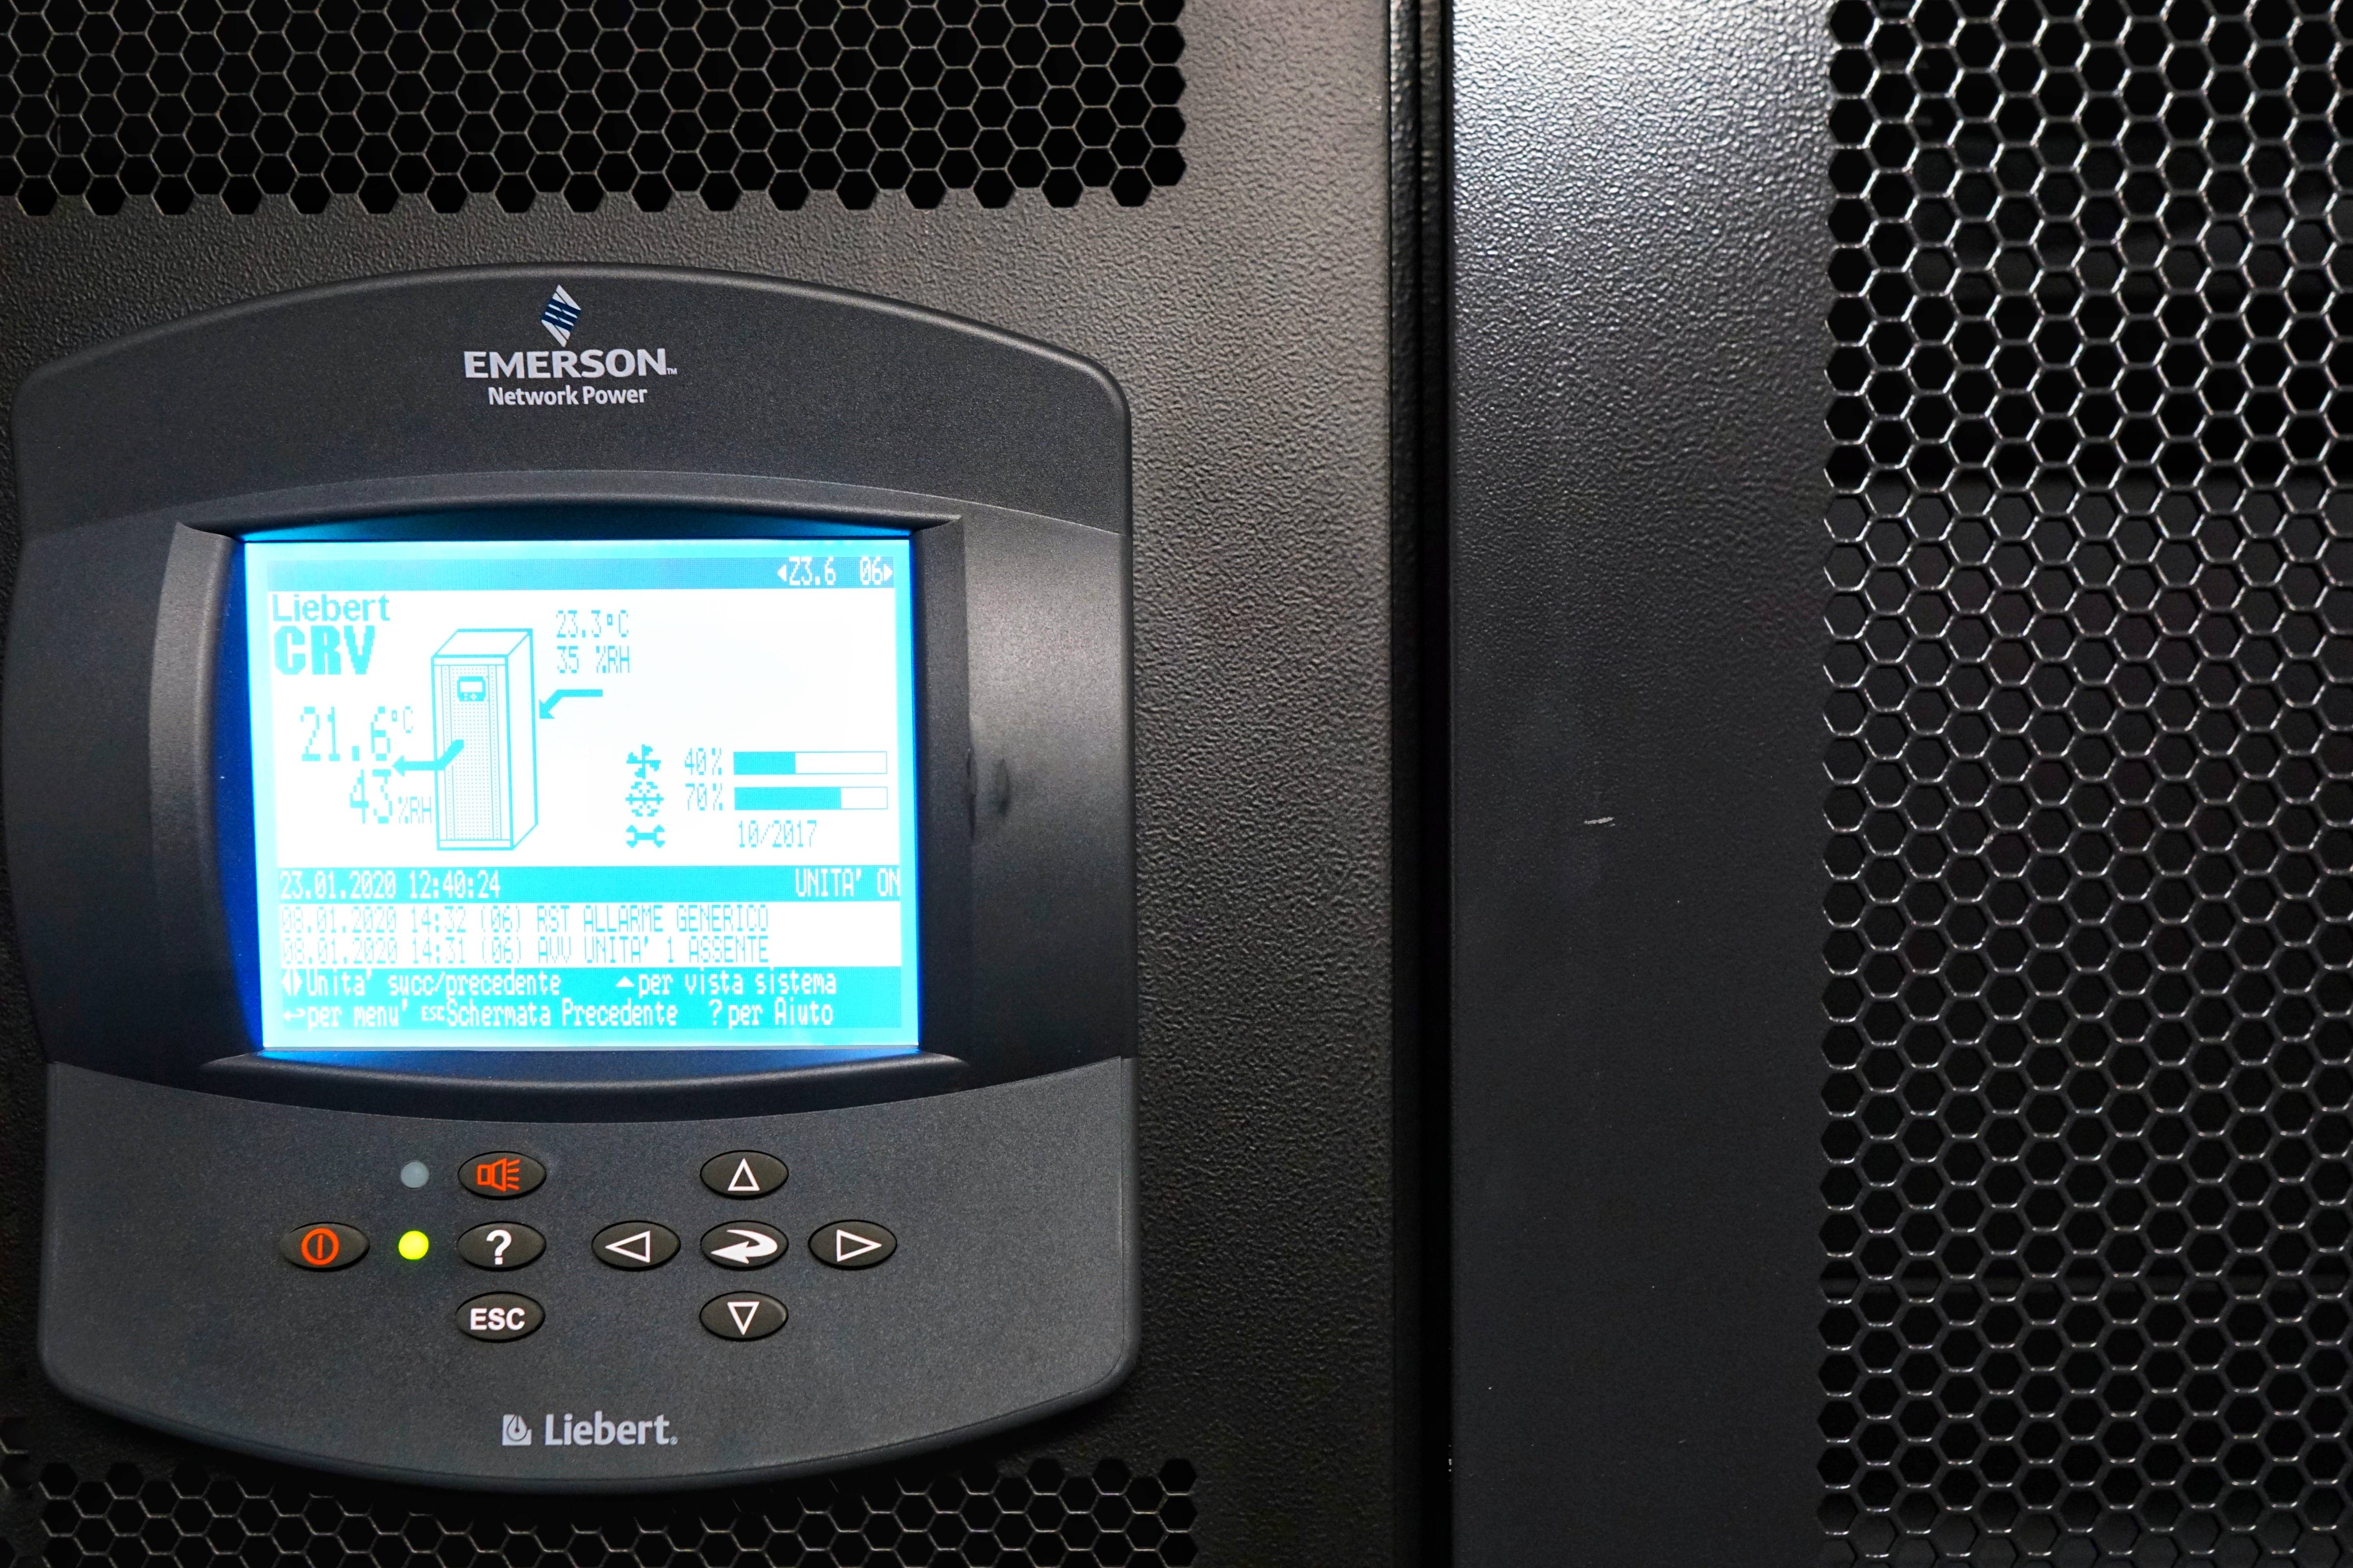 EMERSON™
Network Power
◄23.6 06►
Liebert
CRV
23.3°C
35 %RH
21.6°C
43 %RH
40%
70%
10/2017
23.01.2020 12:40:24 UNITA' ON
08.01.2020 14:32 (06) RST ALLARME GENERICO
08.01.2020 14:31 (06) AVV UNITA' 1 ASSENTE
◄►Unita' succ/precedente ▲per vista sistema
↵per menu' ESC Schermata Precedente ?per Aiuto
?
ESC
Liebert®